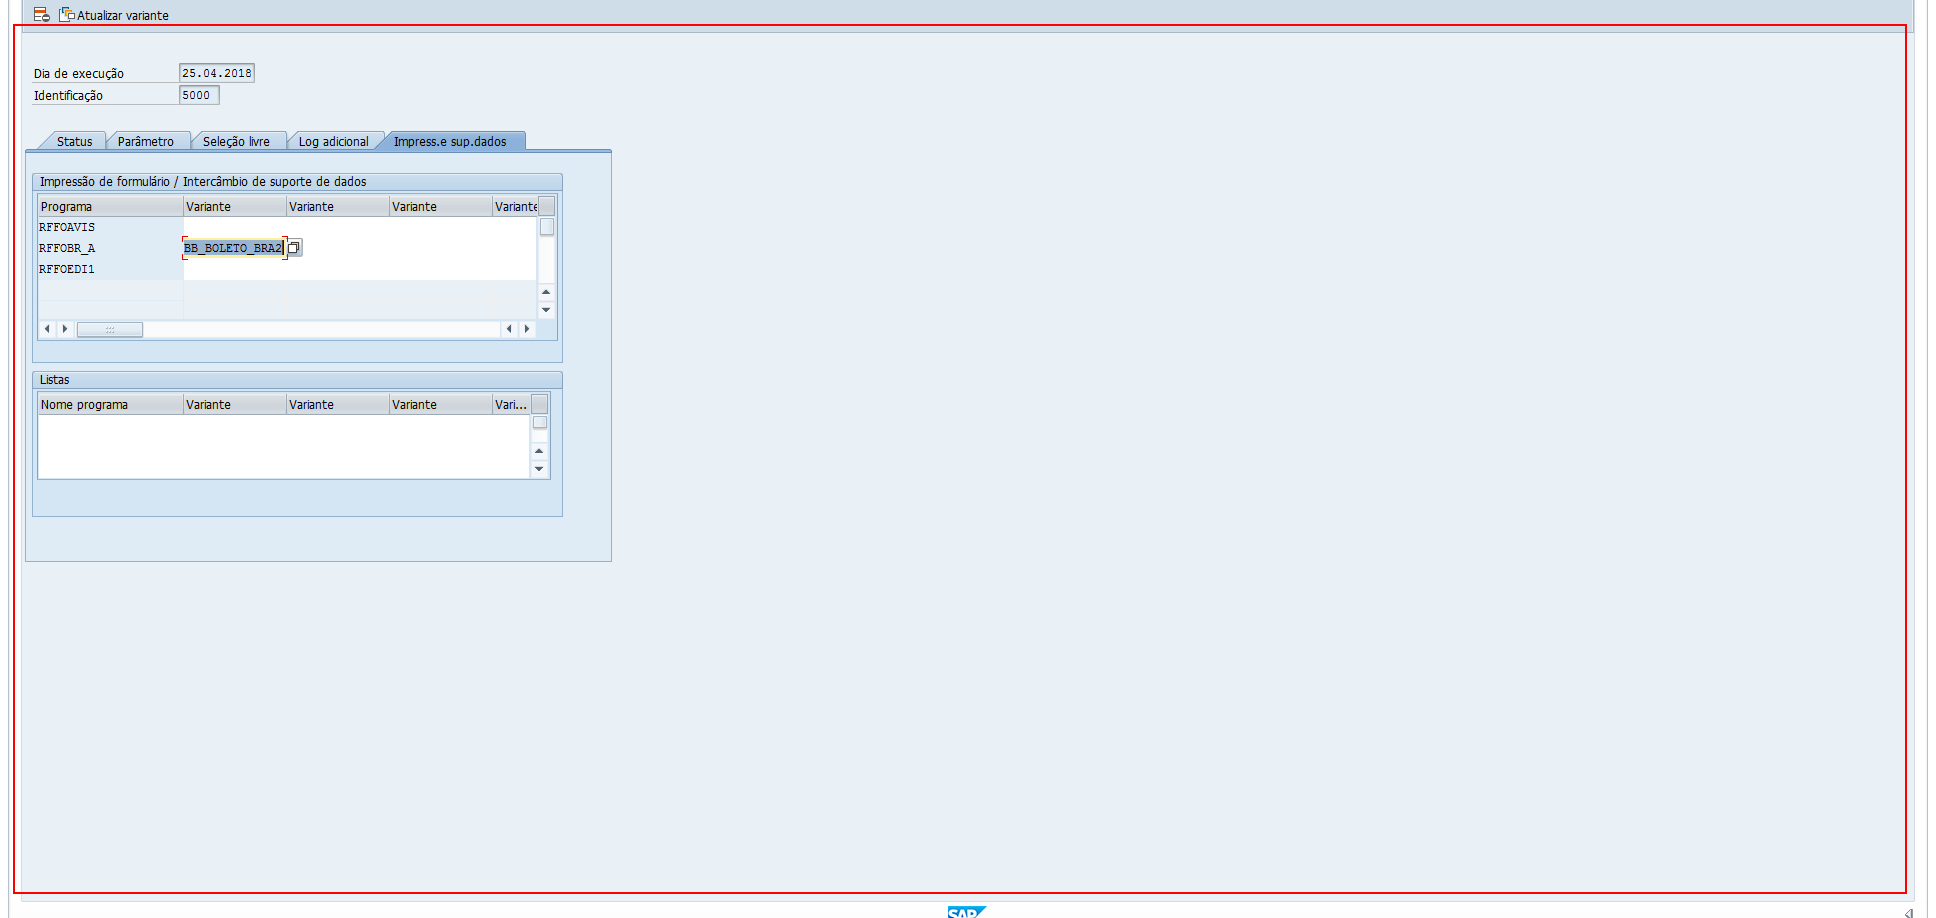 Atualizar variante
Dia de execução 25.04.2018
Identificação 5000
Status Parâmetro Seleção livre Log adicional Impress.e sup.dados
Impressão de formulário / Intercâmbio de suporte de dados
Programa Variante Variante Variante Variante
RFFOAVIS
RFFOBR_A BB_BOLETO_BRA2
RFFOEDI1
Listas
Nome programa Variante Variante Variante Vari...
SAP